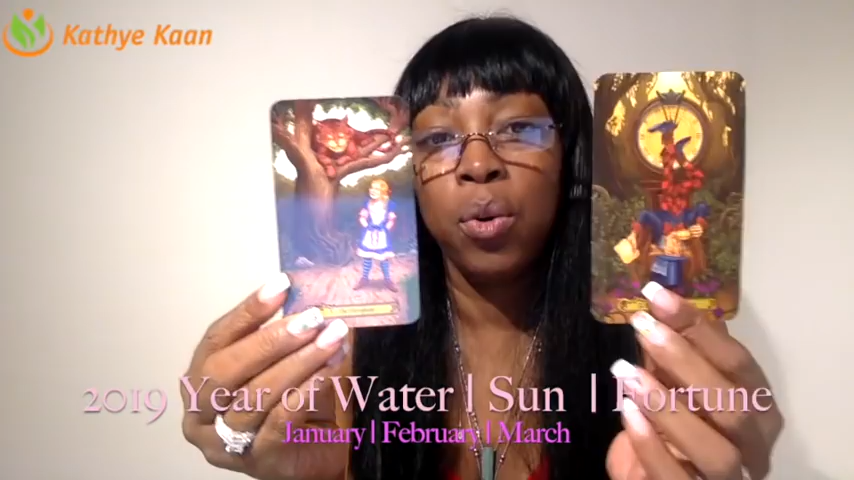 Kathye Kaan
2019 Year of Water | Sun | Fortune
January|February|March